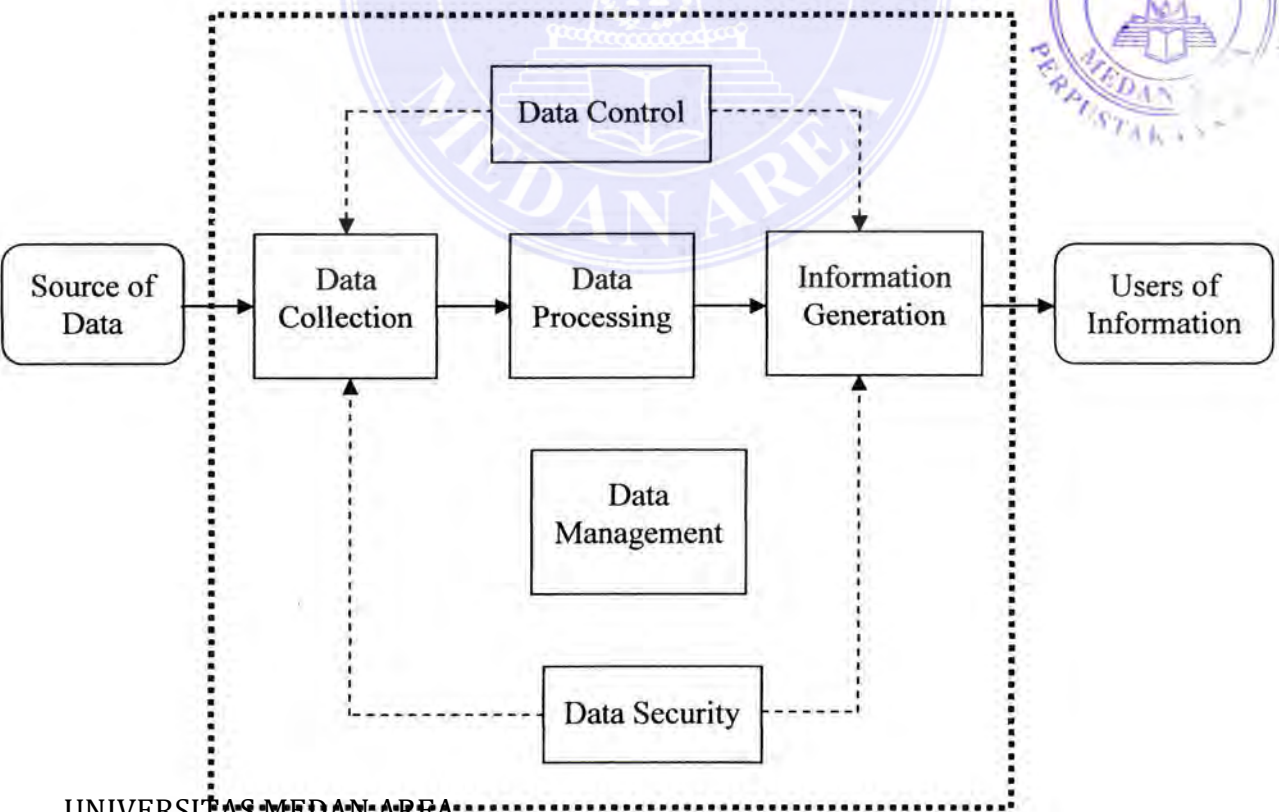 MEDAN AREA
MEDAN
Data Control
Source of
Data
Data
Collection
Data
Processing
Information
Generation
Users of
Information
Data
Management
Data Security
UNIVERSITAS MEDAN AREA